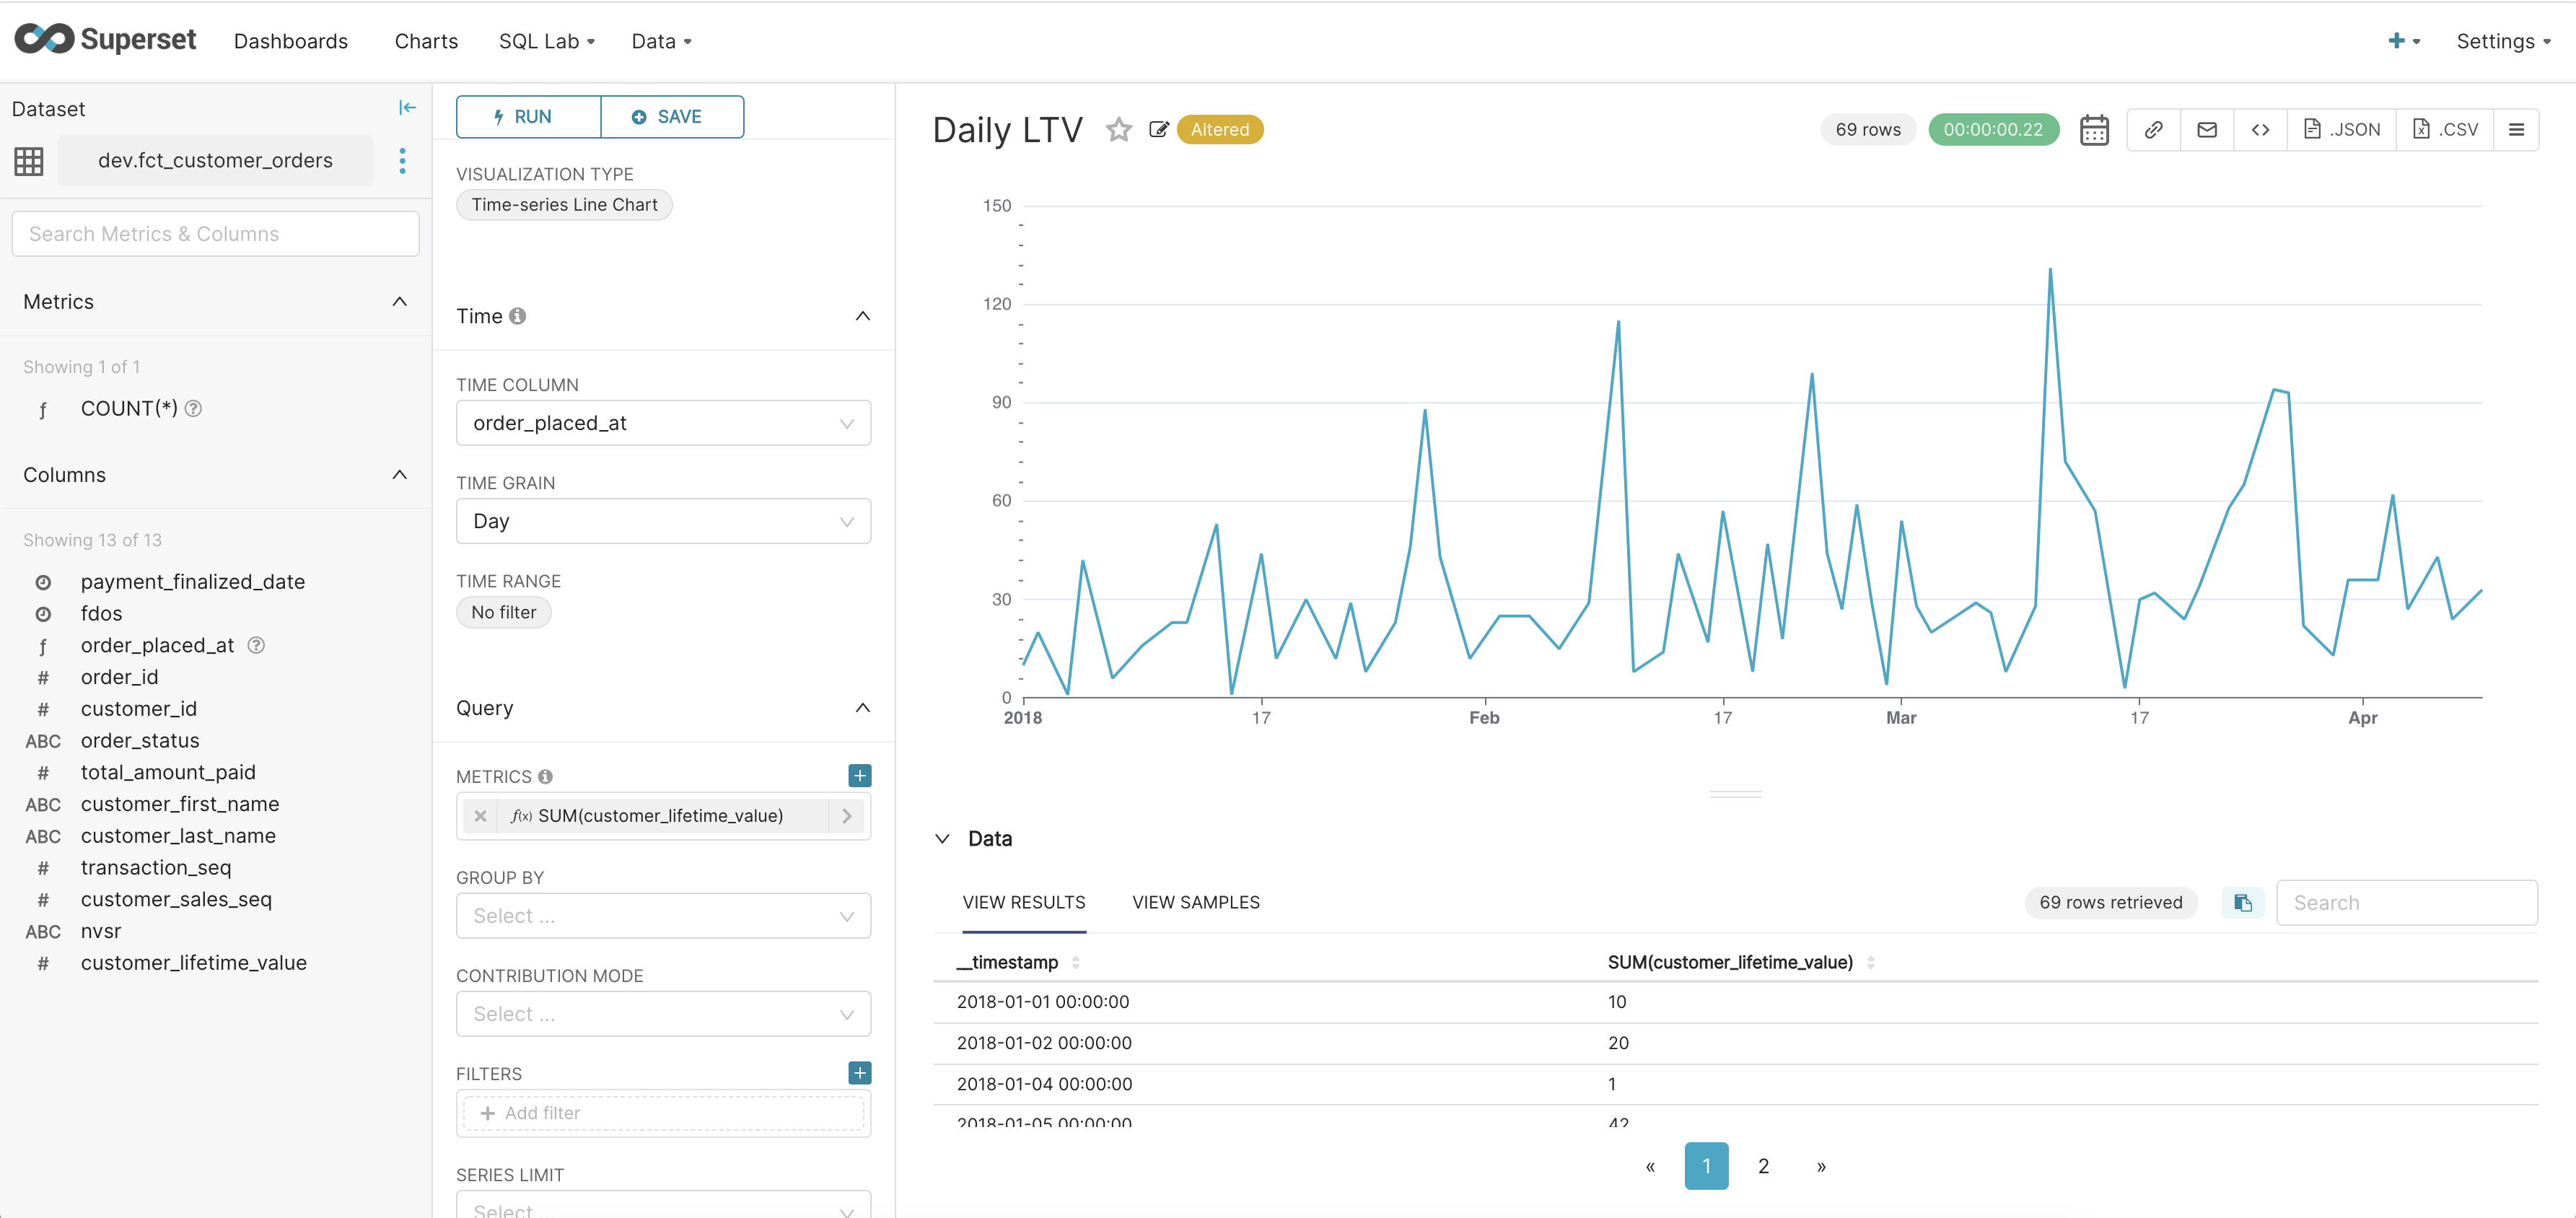 Superset Dashboards Charts SQL Lab Data Settings
Dataset
dev.fct_customer_orders
Search Metrics & Columns
Metrics
Showing 1 of 1
f COUNT(*)
Columns
Showing 13 of 13
payment_finalized_date
fdos
f order_placed_at
# order_id
# customer_id
ABC order_status
# total_amount_paid
ABC customer_first_name
ABC customer_last_name
# transaction_seq
# customer_sales_seq
ABC nvsr
# customer_lifetime_value
RUN SAVE
VISUALIZATION TYPE
Time-series Line Chart
Time
TIME COLUMN
order_placed_at
TIME GRAIN
Day
TIME RANGE
No filter
Query
METRICS
f(x) SUM(customer_lifetime_value)
GROUP BY
Select ...
CONTRIBUTION MODE
Select ...
FILTERS
+ Add filter
SERIES LIMIT
Select
Daily LTV Altered 69 rows 00:00:00.22 .JSON .CSV
150
120
90
60
30
0
2018 17 Feb 17 Mar 17 Apr
Data
VIEW RESULTS VIEW SAMPLES 69 rows retrieved Search
__timestamp SUM(customer_lifetime_value)
2018-01-01 00:00:00 10
2018-01-02 00:00:00 20
2018-01-04 00:00:00 1
2018-01-05 00:00:00 42
« 1 2 »